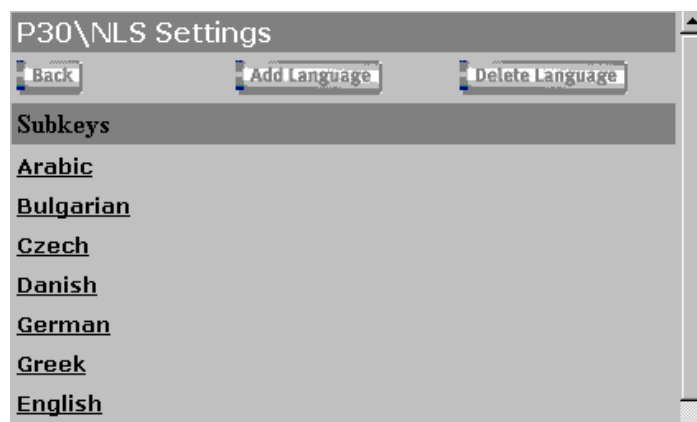 P30\NLS Settings
Back Add Language Delete Language
Subkeys
Arabic
Bulgarian
Czech
Danish
German
Greek
English